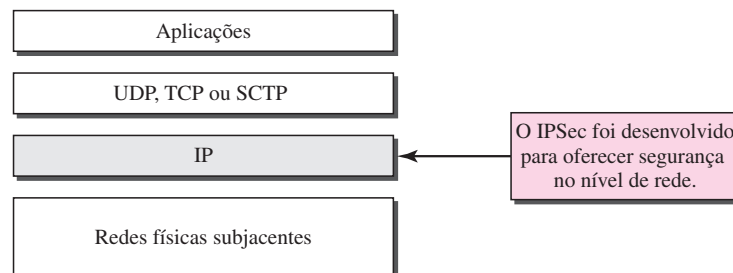 Aplicações
UDP, TCP ou SCTP
IP
O IPSec foi desenvolvido
para oferecer segurança
no nível de rede.
Redes físicas subjacentes